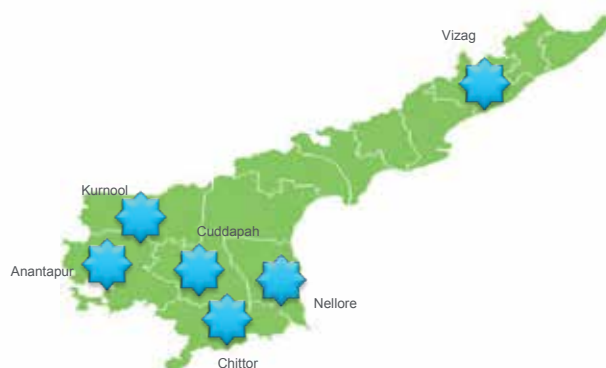 Vizag
Kurnool
Cuddapah
Anantapur
Nellore
Chittor